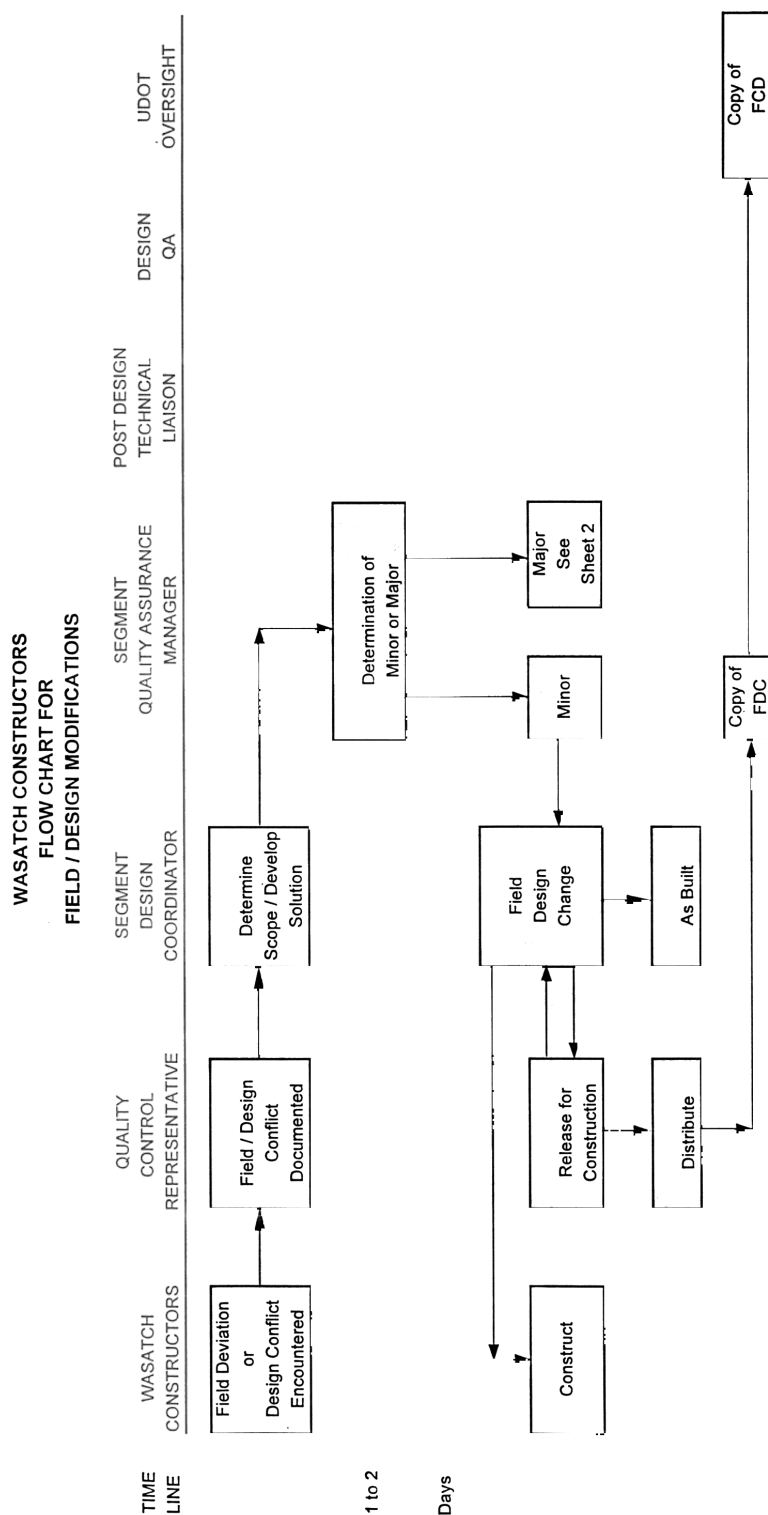 WASATCH CONSTRUCTORS
FLOW CHART FOR
FIELD / DESIGN MODIFICATIONS
TIME
LINE
WASATCH
CONSTRUCTORS
QUALITY
CONTROL
REPRESENTATIVE
SEGMENT
DESIGN
COORDINATOR
SEGMENT
QUALITY ASSURANCE
MANAGER
POST DESIGN
TECHNICAL
LIAISON
DESIGN
QA
UDOT
OVERSIGHT
Field Deviation
or
Design Conflict
Encountered
Field / Design
Conflict
Documented
Determine
Scope / Develop
Solution
1 to 2
Days
Determination of
Minor or Major
Minor
Major
See
Sheet 2
Field
Design
Change
Release for
Construction
Construct
As Built
Distribute
Copy of
FDC
Copy of
FCD